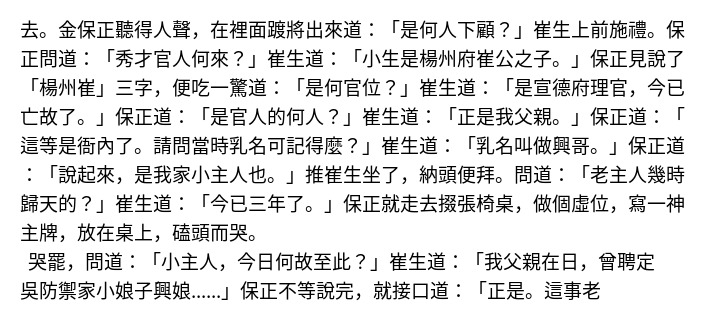 去。金保正聽得人聲，在裡面踱將出來道：「是何人下顧？」崔生上前施禮。保
正問道：「秀才官人何來？」崔生道：「小生是楊州府崔公之子。」保正見說了
「楊州崔」三字，便吃一驚道：「是何官位？」崔生道：「是宣德府理官，今已
亡故了。」保正道：「是官人的何人？」崔生道：「正是我父親。」保正道：「
這等是衙內了。請問當時乳名可記得麼？」崔生道：「乳名叫做興哥。」保正道
：「說起來，是我家小主人也。」推崔生坐了，納頭便拜。問道：「老主人幾時
歸天的？」崔生道：「今已三年了。」保正就走去掇張椅桌，做個虛位，寫一神
主牌，放在桌上，磕頭而哭。
哭罷，問道：「小主人，今日何故至此？」崔生道：「我父親在日，曾聘定
吳防禦家小娘子興娘……」保正不等說完，就接口道：「正是。這事老